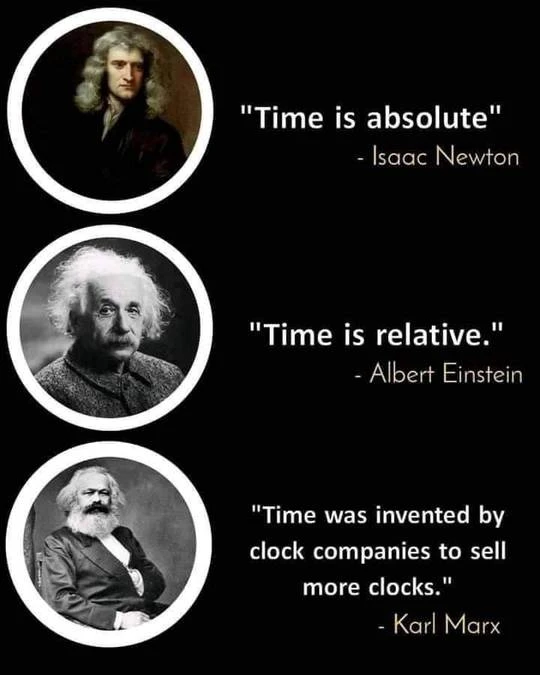 "Time is absolute"
- Isaac Newton
"Time is relative."
- Albert Einstein
"Time was invented by
clock companies to sell
more clocks."
- Karl Marx